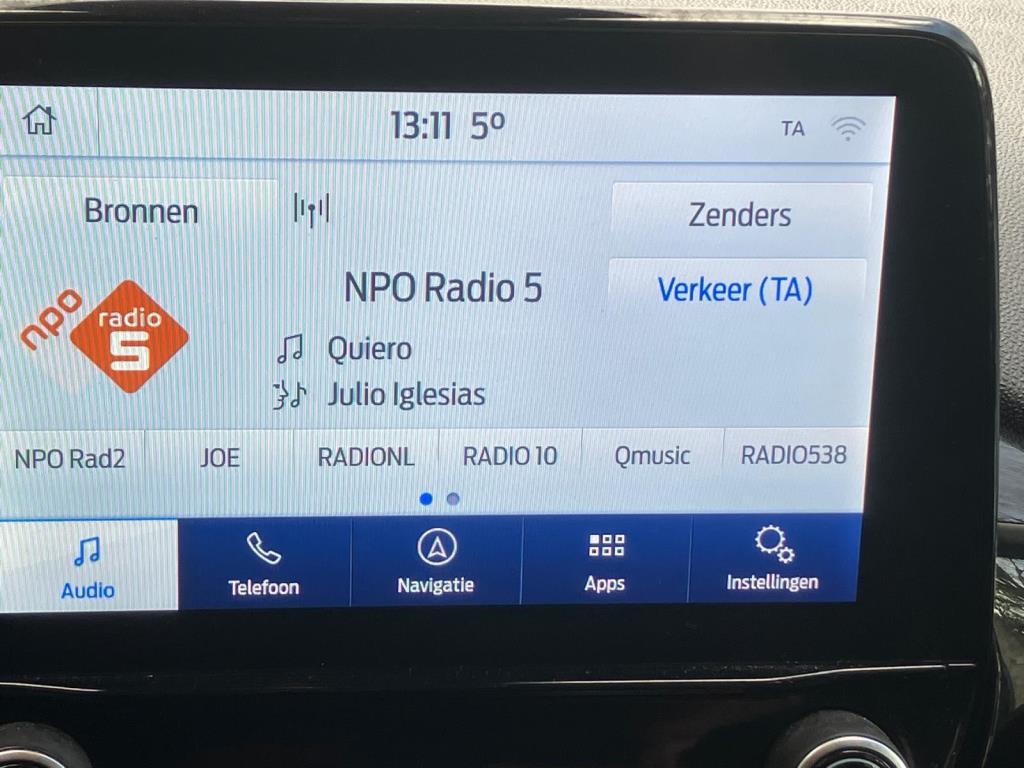 13:11 5º TA
Bronnen Zenders
NPO Radio 5 Verkeer (TA)
npo radio 5
Quiero
Julio Iglesias
NPO Rad2 JOE RADIONL RADIO 10 Qmusic RADIO538
Audio Telefoon Navigatie Apps Instellingen